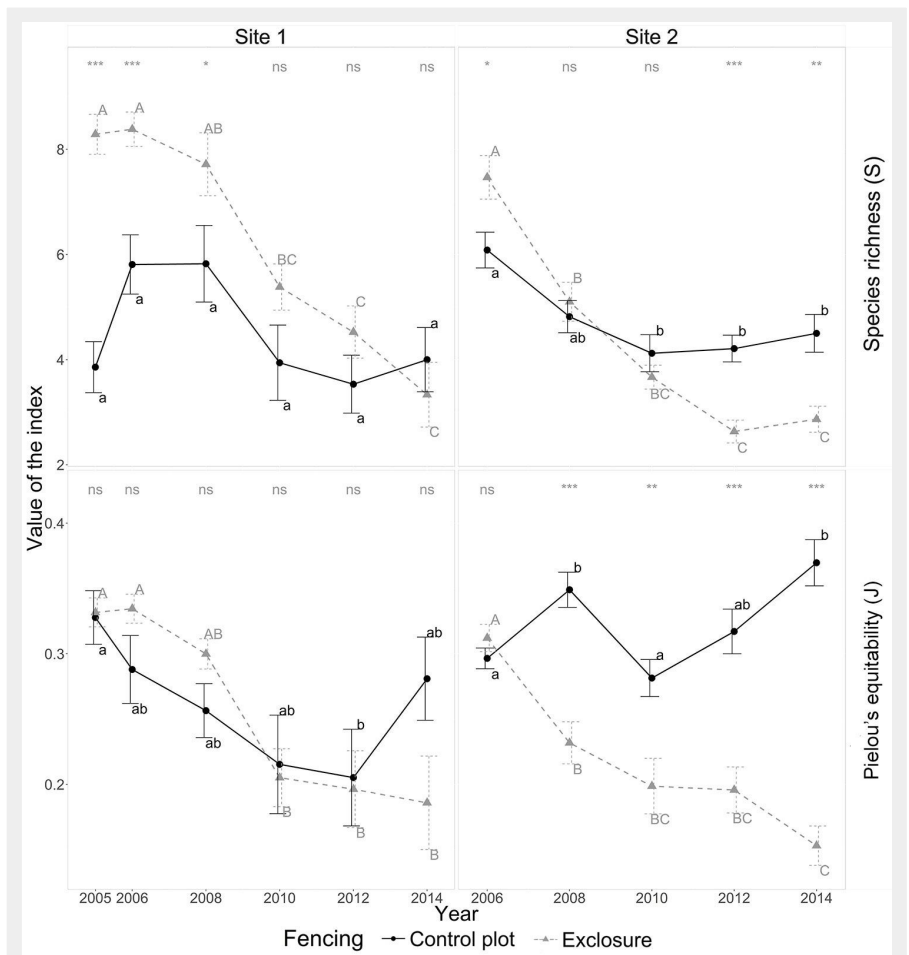 Site 1
Site 2
*** *** * ns ns ns
* ns ns *** **
Species richness (S)
Value of the index
8
6
4
2
A A AB BC C C
a a a a a a
A B BC C C
a ab b b b
ns ns ns ns ns ns
ns *** ** *** ***
Pielou's equitability (J)
0.4
0.3
0.2
A A AB B B B
a ab ab ab b ab
A B BC BC C
a b a ab b
2005 2006 2008 2010 2012 2014
2006 2008 2010 2012 2014
Year
Fencing Control plot Exclosure